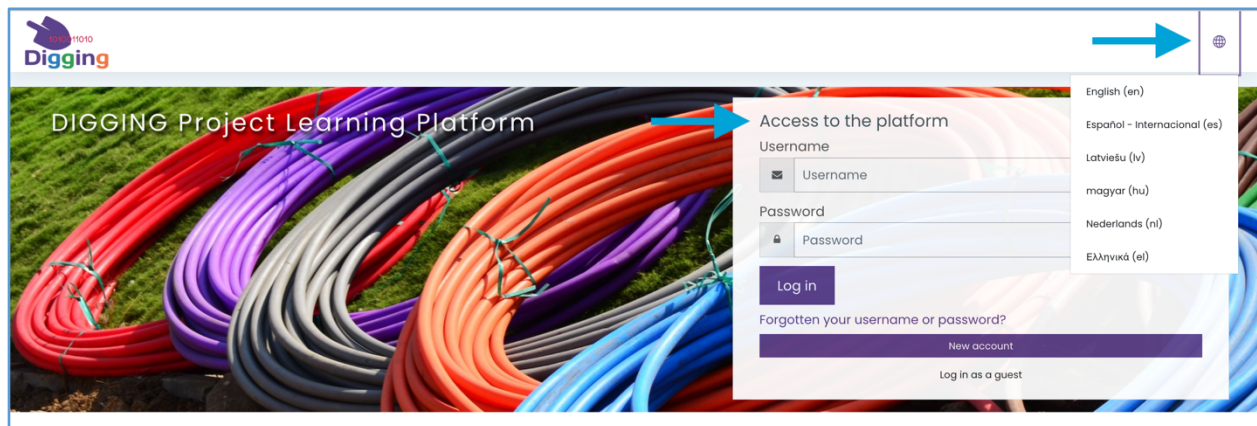 1010011010
Digging
English (en)
Español - Internacional (es)
Latviešu (lv)
magyar (hu)
Nederlands (nl)
Ελληνικά (el)
DIGGING Project Learning Platform
Access to the platform
Username
Username
Password
Password
Log in
Forgotten your username or password?
New account
Log in as a guest